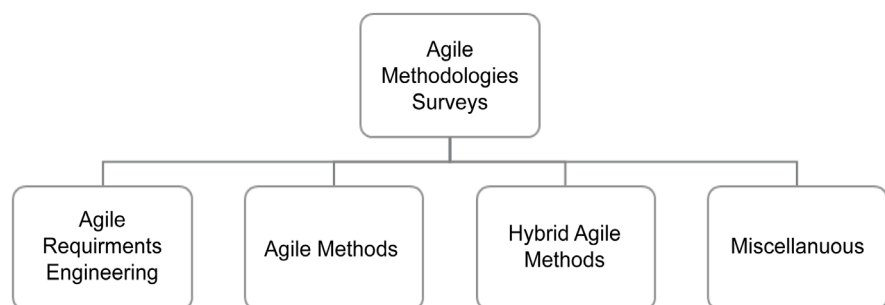 Agile
Methodologies
Surveys
Agile
Requirments
Engineering
Agile Methods
Hybrid Agile
Methods
Miscellanuous